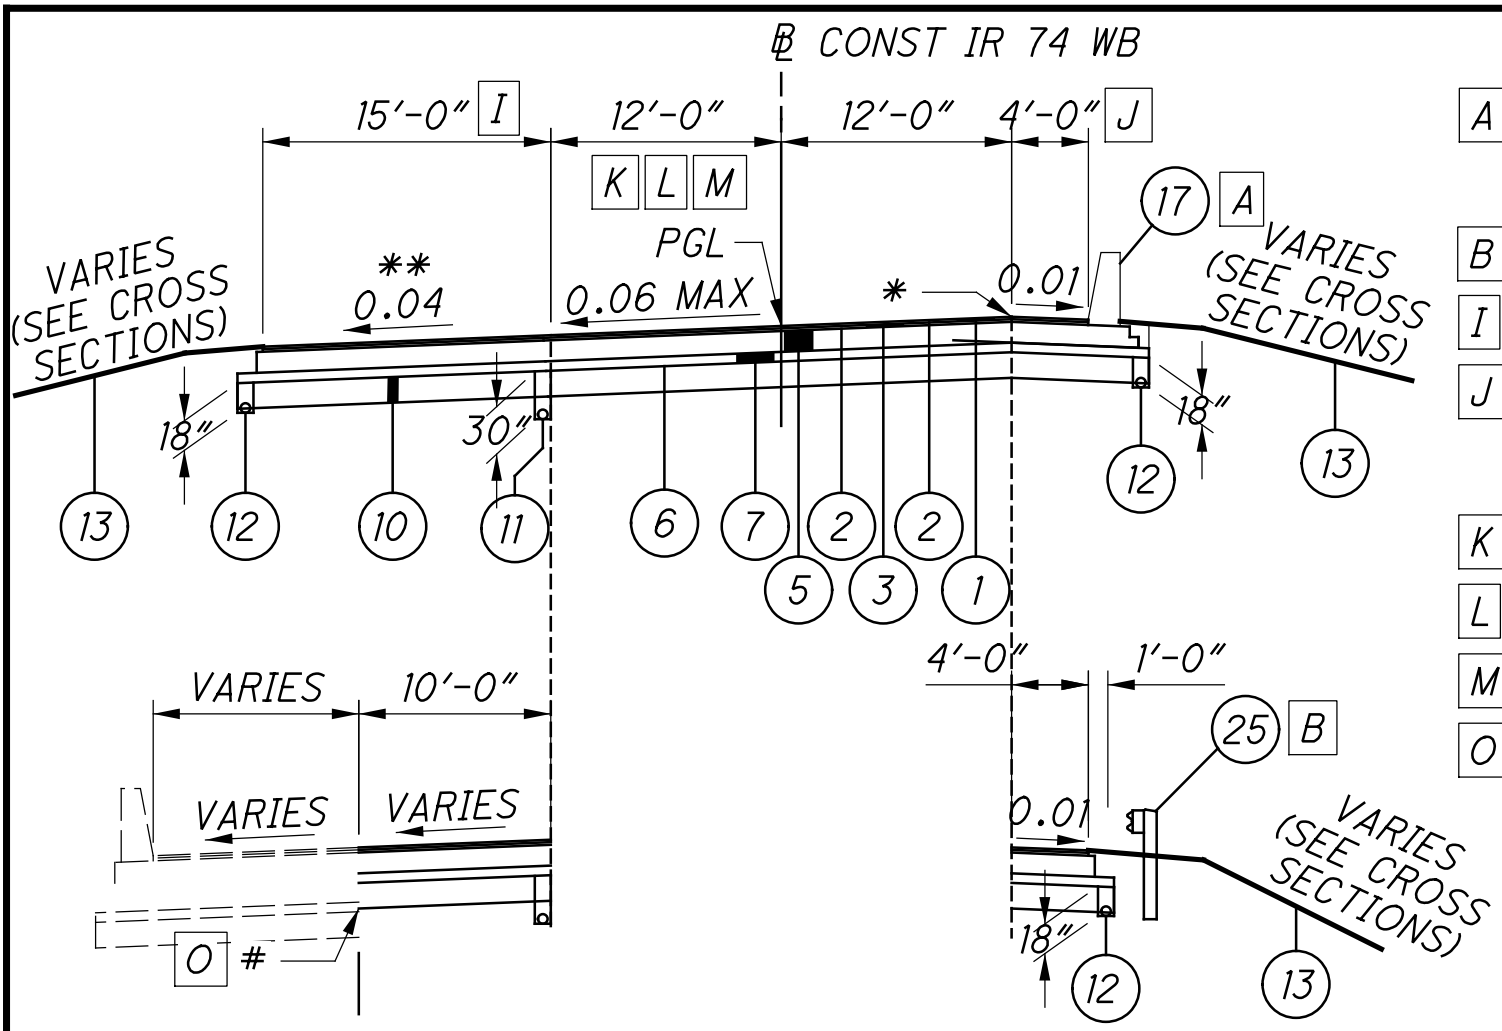 ℄ CONST IR 74 WB
15'-0" I 12'-0" 12'-0" 4'-0" J
A
K L M
17 A
PGL
VARIES
(SEE CROSS
SECTIONS)
**
0.04
0.06 MAX
*
0.01
VARIES
(SEE CROSS
SECTIONS)
B
I
J
18"
30"
18"
13 12 10 11 6 7 2 2 12 13
5 3 1
K
L
M
O
VARIES 10'-0"
4'-0" 1'-0"
25 B
VARIES VARIES
0.01
VARIES
(SEE CROSS
SECTIONS)
O #
18"
12 13